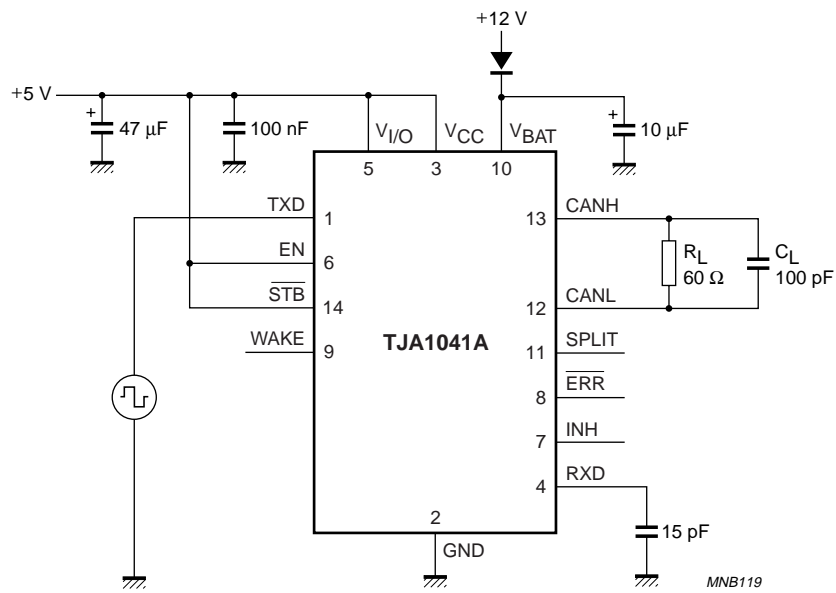 +12 V
+5 V
+
47 μF
100 nF
V_I/O
V_CC
V_BAT
+
10 μF
5
3
10
TXD
1
EN
6
STB
14
WAKE
9
TJA1041A
13
CANH
R_L
60 Ω
C_L
100 pF
12
CANL
11
SPLIT
8
ERR
7
INH
4
RXD
15 pF
2
GND
MNB119